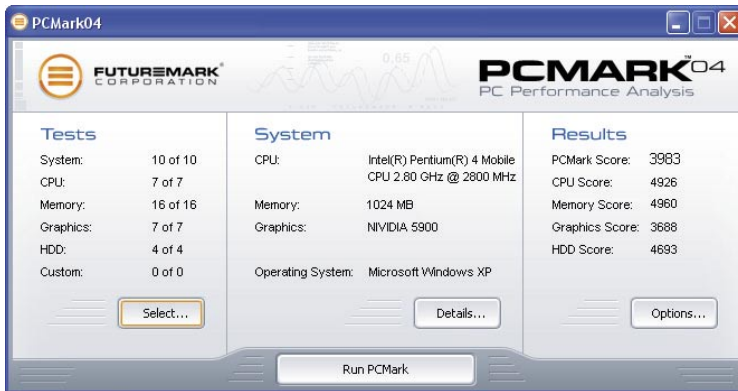 PCMark04
FUTUREMARK®
CORPORATION
0,65
PCMARK™04
PC Performance Analysis
Tests
System: 10 of 10
CPU: 7 of 7
Memory: 16 of 16
Graphics: 7 of 7
HDD: 4 of 4
Custom: 0 of 0
Select...
System
CPU: Intel(R) Pentium(R) 4 Mobile
CPU 2.80 GHz @ 2800 MHz
Memory: 1024 MB
Graphics: NIVIDIA 5900
Operating System: Microsoft Windows XP
Details...
Results
PCMark Score: 3983
CPU Score: 4926
Memory Score: 4960
Graphics Score: 3688
HDD Score: 4693
Options...
Run PCMark